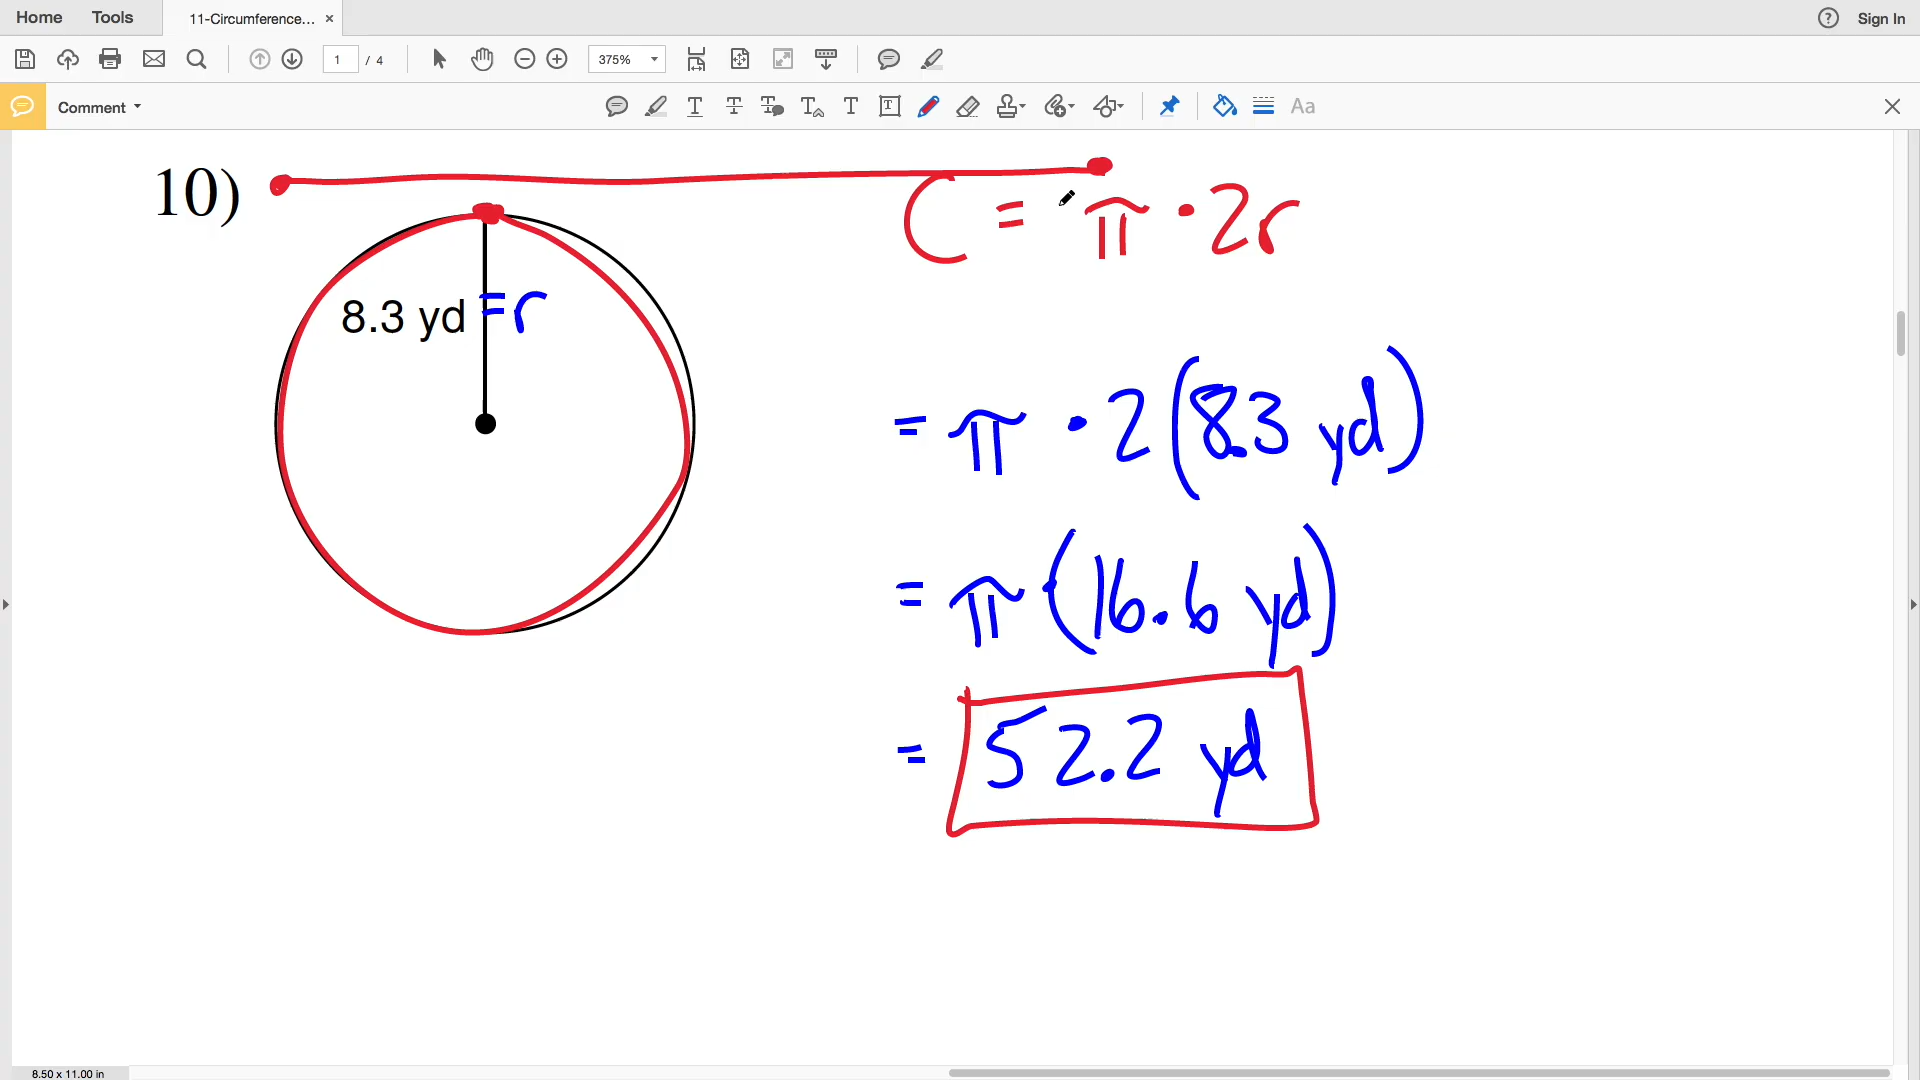 Home Tools 11-Circumference... × ? Sign In
1 / 4 375%
Comment T T T T T T Aa
10)
C = π · 2r
8.3 yd = r
= π · 2(8.3 yd)
= π · (16.6 yd)
= 52.2 yd
8.50 x 11.00 in